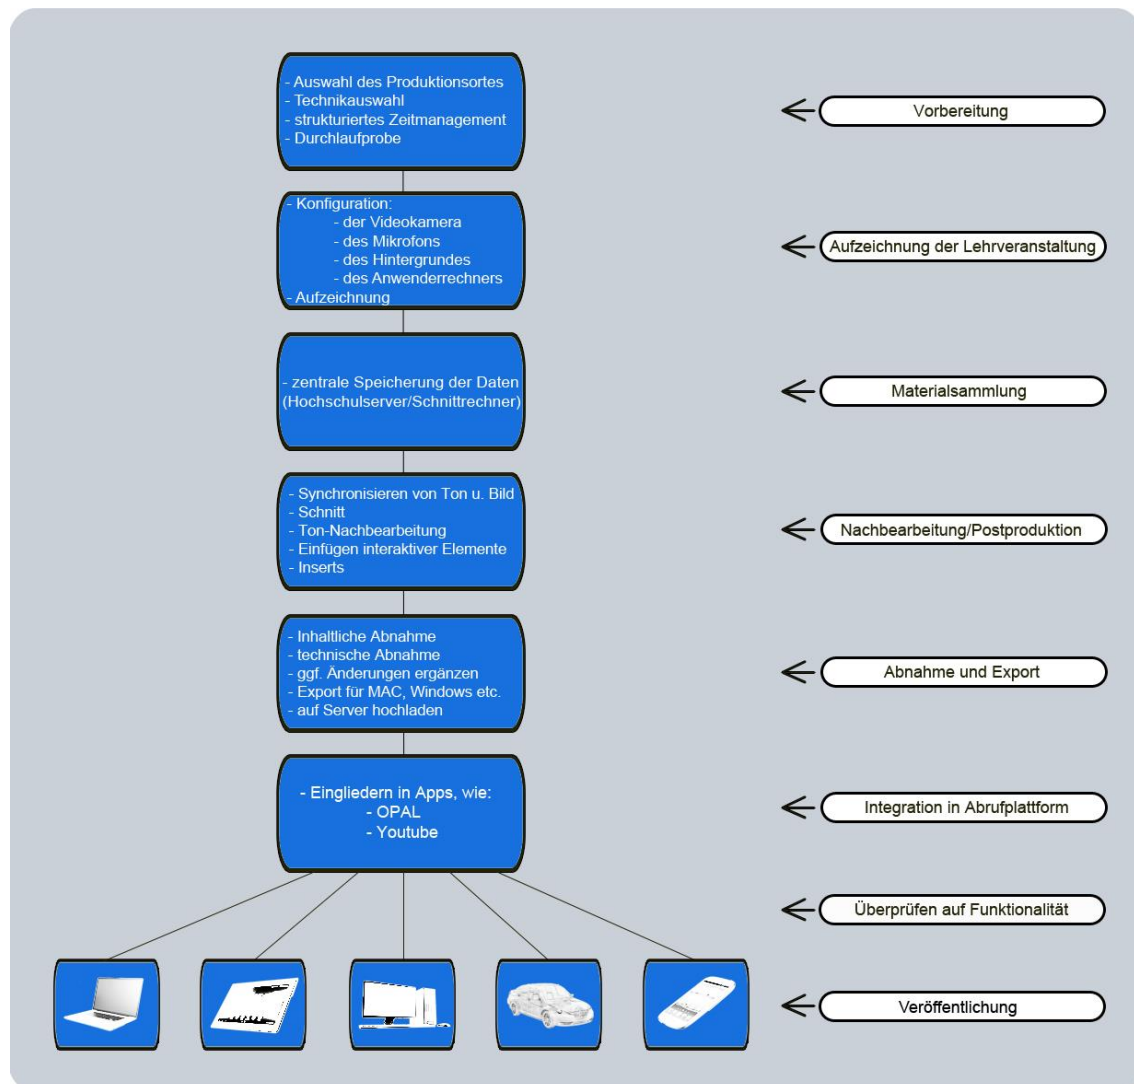 - Auswahl des Produktionsortes
- Technikauswahl
- strukturiertes Zeitmanagement
- Durchlaufprobe
Vorbereitung
- Konfiguration:
- der Videokamera
- des Mikrofons
- des Hintergrundes
- des Anwenderrechners
- Aufzeichnung
Aufzeichnung der Lehrveranstaltung
- zentrale Speicherung der Daten
(Hochschulserver/Schnittrechner)
Materialsammlung
- Synchronisieren von Ton u. Bild
- Schnitt
- Ton-Nachbearbeitung
- Einfügen interaktiver Elemente
- Inserts
Nachbearbeitung/Postproduktion
- Inhaltliche Abnahme
- technische Abnahme
- ggf. Änderungen ergänzen
- Export für MAC, Windows etc.
- auf Server hochladen
Abnahme und Export
- Eingliedern in Apps, wie:
- OPAL
- Youtube
Integration in Abrufplattform
Überprüfen auf Funktionalität
Veröffentlichung